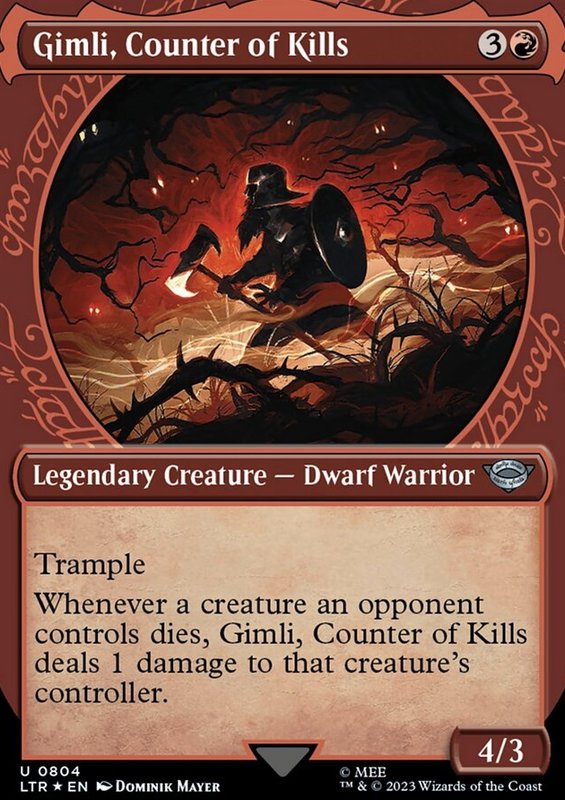 Gimli, Counter of Kills 3
Legendary Creature — Dwarf Warrior
Trample
Whenever a creature an opponent
controls dies, Gimli, Counter of Kills
deals 1 damage to that creature's
controller.
4/3
U 0804
LTR ★ EN Dominik Mayer
© MEE
™ & © 2023 Wizards of the Coast